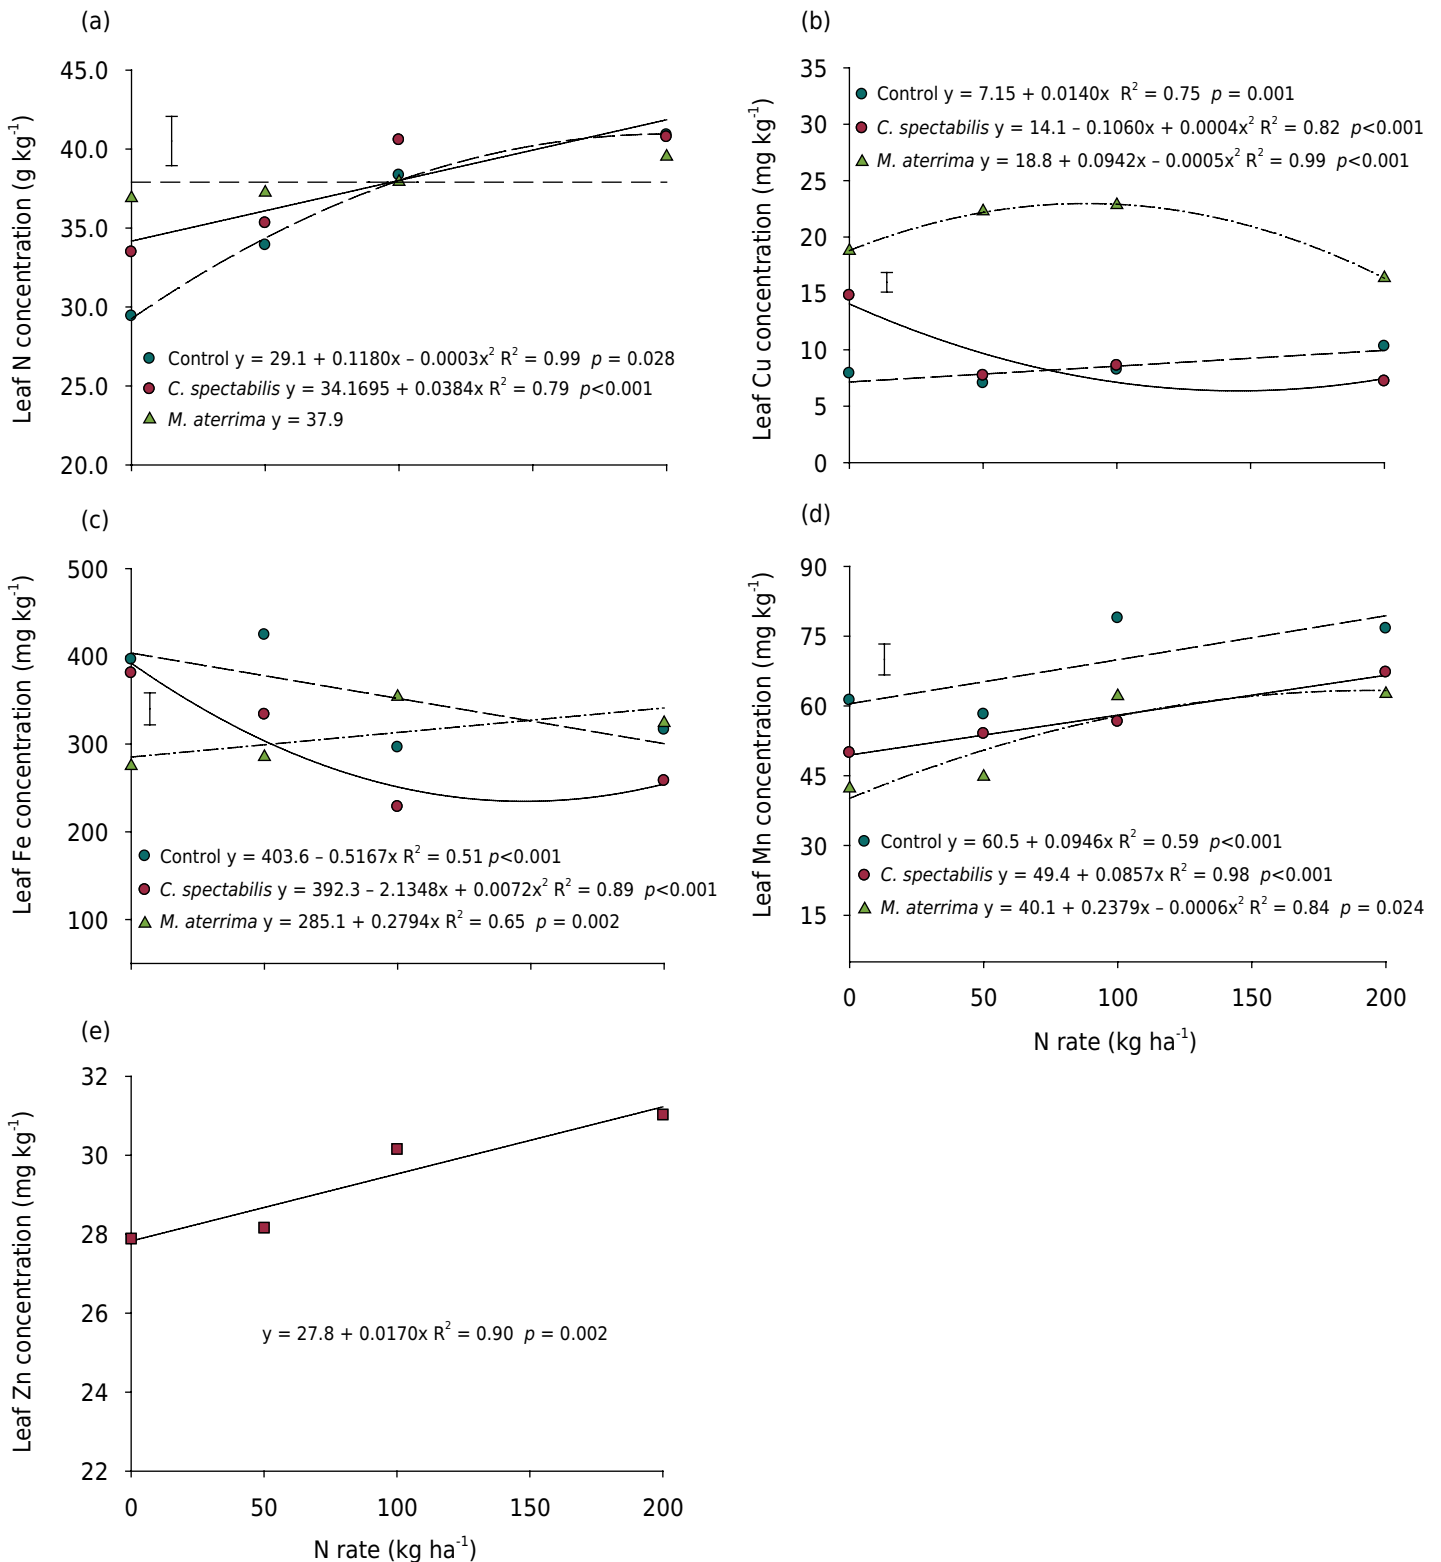 (a)
Leaf N concentration (g kg⁻¹)
45.0
40.0
35.0
30.0
25.0
20.0
Control y = 29.1 + 0.1180x – 0.0003x² R² = 0.99 p = 0.028
C. spectabilis y = 34.1695 + 0.0384x R² = 0.79 p<0.001
M. aterrima y = 37.9
(b)
Leaf Cu concentration (mg kg⁻¹)
35
30
25
20
15
10
5
0
Control y = 7.15 + 0.0140x R² = 0.75 p = 0.001
C. spectabilis y = 14.1 – 0.1060x + 0.0004x² R² = 0.82 p<0.001
M. aterrima y = 18.8 + 0.0942x – 0.0005x² R² = 0.99 p<0.001
(c)
Leaf Fe concentration (mg kg⁻¹)
500
400
300
200
100
Control y = 403.6 – 0.5167x R² = 0.51 p<0.001
C. spectabilis y = 392.3 – 2.1348x + 0.0072x² R² = 0.89 p<0.001
M. aterrima y = 285.1 + 0.2794x R² = 0.65 p = 0.002
(d)
Leaf Mn concentration (mg kg⁻¹)
90
75
60
45
30
15
Control y = 60.5 + 0.0946x R² = 0.59 p<0.001
C. spectabilis y = 49.4 + 0.0857x R² = 0.98 p<0.001
M. aterrima y = 40.1 + 0.2379x – 0.0006x² R² = 0.84 p = 0.024
0 50 100 150 200
N rate (kg ha⁻¹)
(e)
Leaf Zn concentration (mg kg⁻¹)
32
30
28
26
24
22
y = 27.8 + 0.0170x R² = 0.90 p = 0.002
0 50 100 150 200
N rate (kg ha⁻¹)